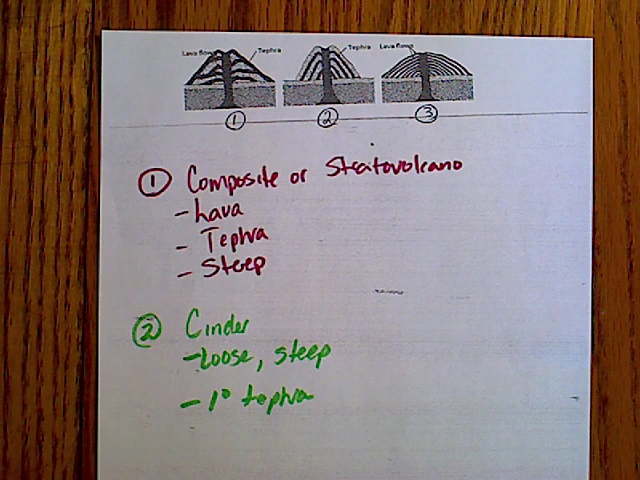 Lava flows Tephra Tephra Lava flows
1 2 3
1 Composite or Stratovolcano
- Lava
- Tephra
- Steep
2 Cinder
- Loose, steep
- 1° tephra